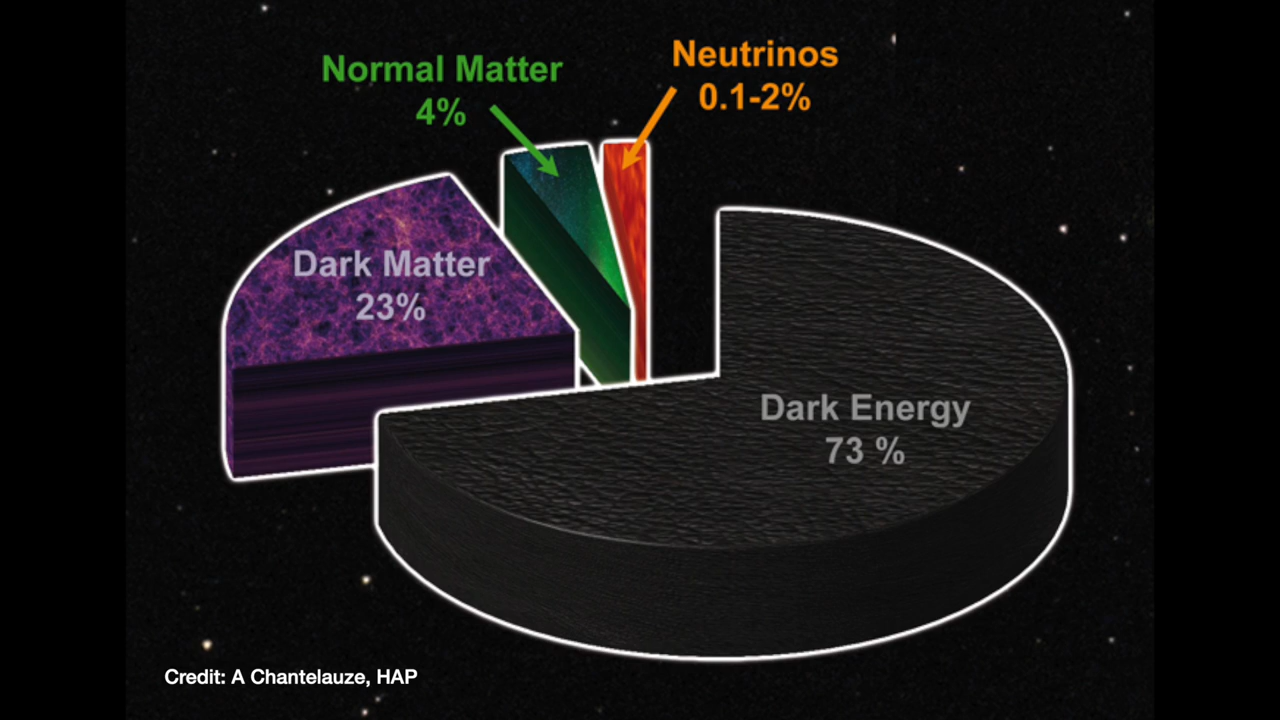 Normal Matter
4%
Neutrinos
0.1-2%
Dark Matter
23%
Dark Energy
73 %
Credit: A Chantelauze, HAP